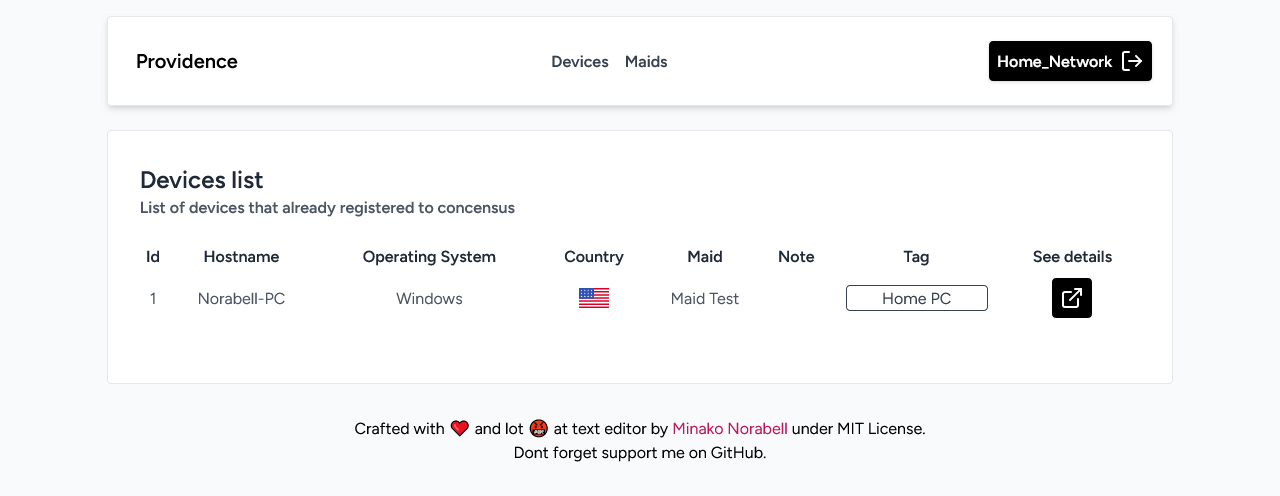 Providence
Devices Maids
Home_Network
Devices list
List of devices that already registered to concensus
Id Hostname Operating System Country Maid Note Tag See details
1 Norabell-PC Windows Maid Test Home PC
Crafted with and lot at text editor by Minako Norabell under MIT License.
Dont forget support me on GitHub.